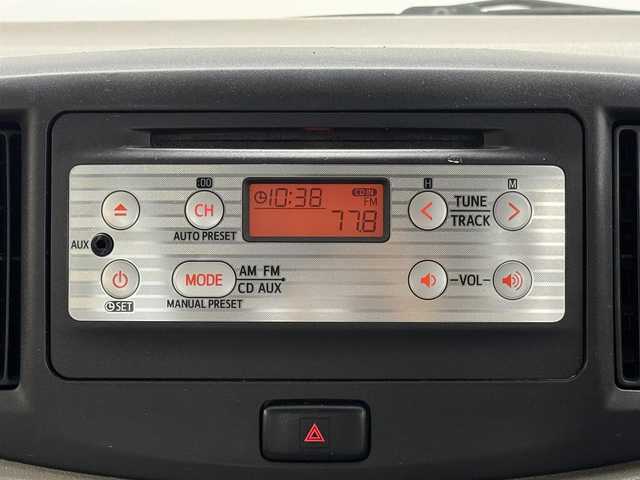 :00
H
M
10:38
CD IN
FM
77.8
CH
TUNE
TRACK
AUTO PRESET
AUX
MODE
AM FM
CD AUX
-VOL-
SET
MANUAL PRESET